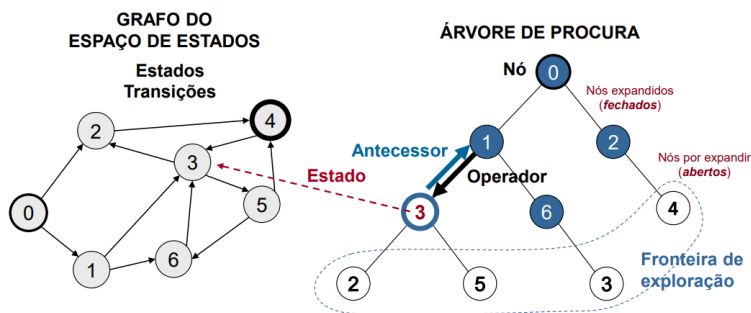 GRAFO DO
ESPAÇO DE ESTADOS
Estados
Transições
0
1
2
3
4
5
6
Estado
ÁRVORE DE PROCURA
Nó
0
Nós expandidos
(fechados)
Antecessor
1
2
Operador
Nós por expandir
(abertos)
3
6
4
Fronteira de
exploração
2
5
3